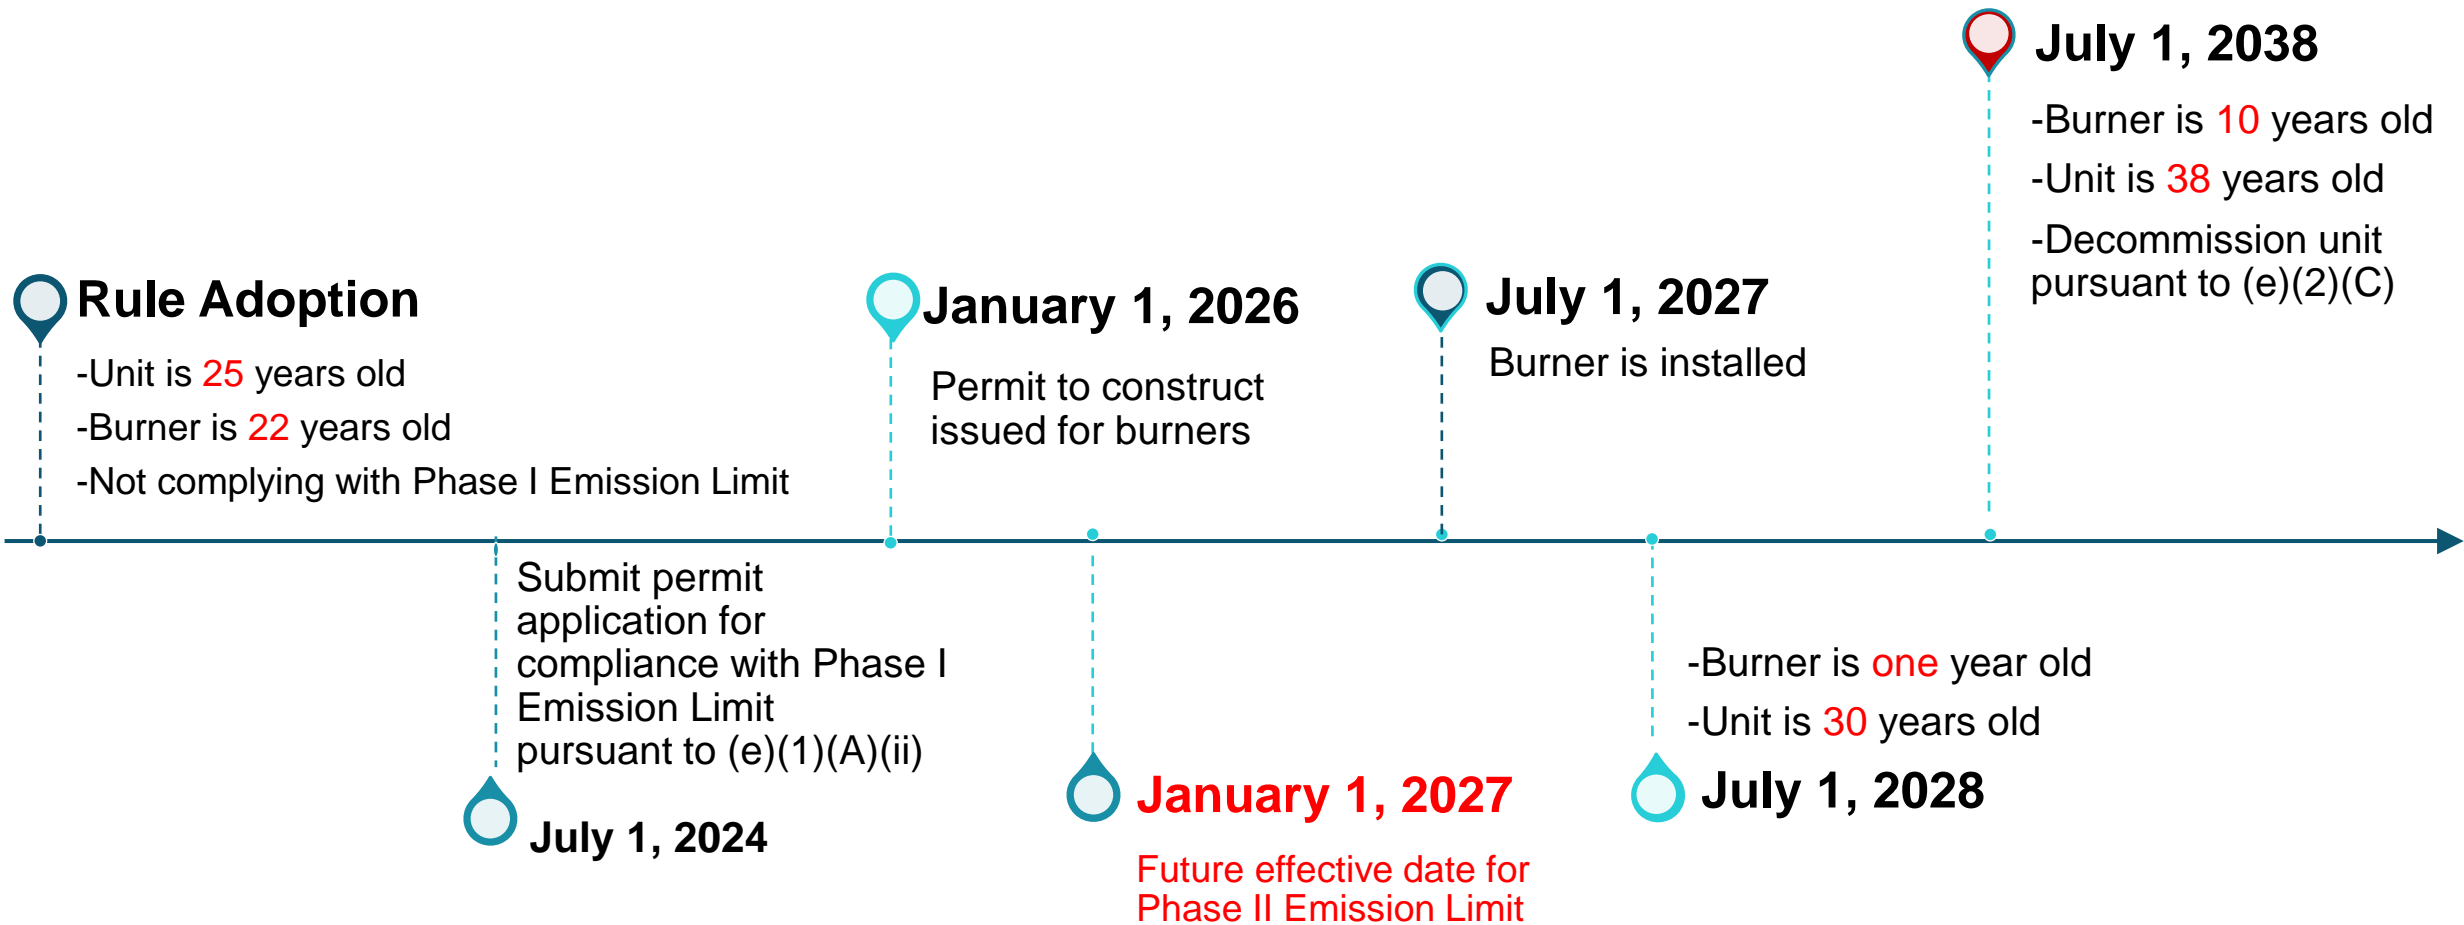 Rule Adoption
-Unit is 25 years old
-Burner is 22 years old
-Not complying with Phase I Emission Limit
Submit permit
application for
compliance with Phase I
Emission Limit
pursuant to (e)(1)(A)(ii)
July 1, 2024
January 1, 2026
Permit to construct
issued for burners
January 1, 2027
Future effective date for
Phase II Emission Limit
July 1, 2027
Burner is installed
-Burner is one year old
-Unit is 30 years old
July 1, 2028
July 1, 2038
-Burner is 10 years old
-Unit is 38 years old
-Decommission unit
pursuant to (e)(2)(C)